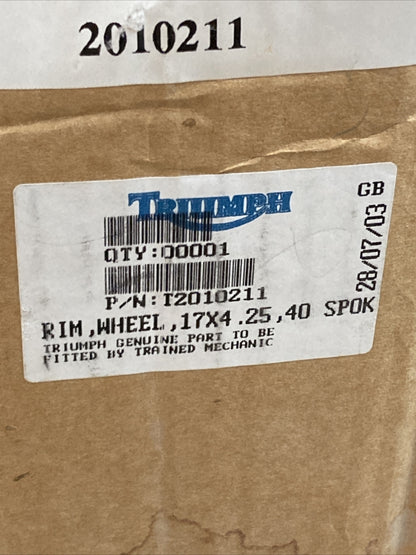 2010211
TRIUMPH
GB
QTY:00001
P/N:T2010211
28/07/03
RIM,WHEEL,17X4.25,40 SPOK
TRIUMPH GENUINE PART TO BE
FITTED BY TRAINED MECHANIC